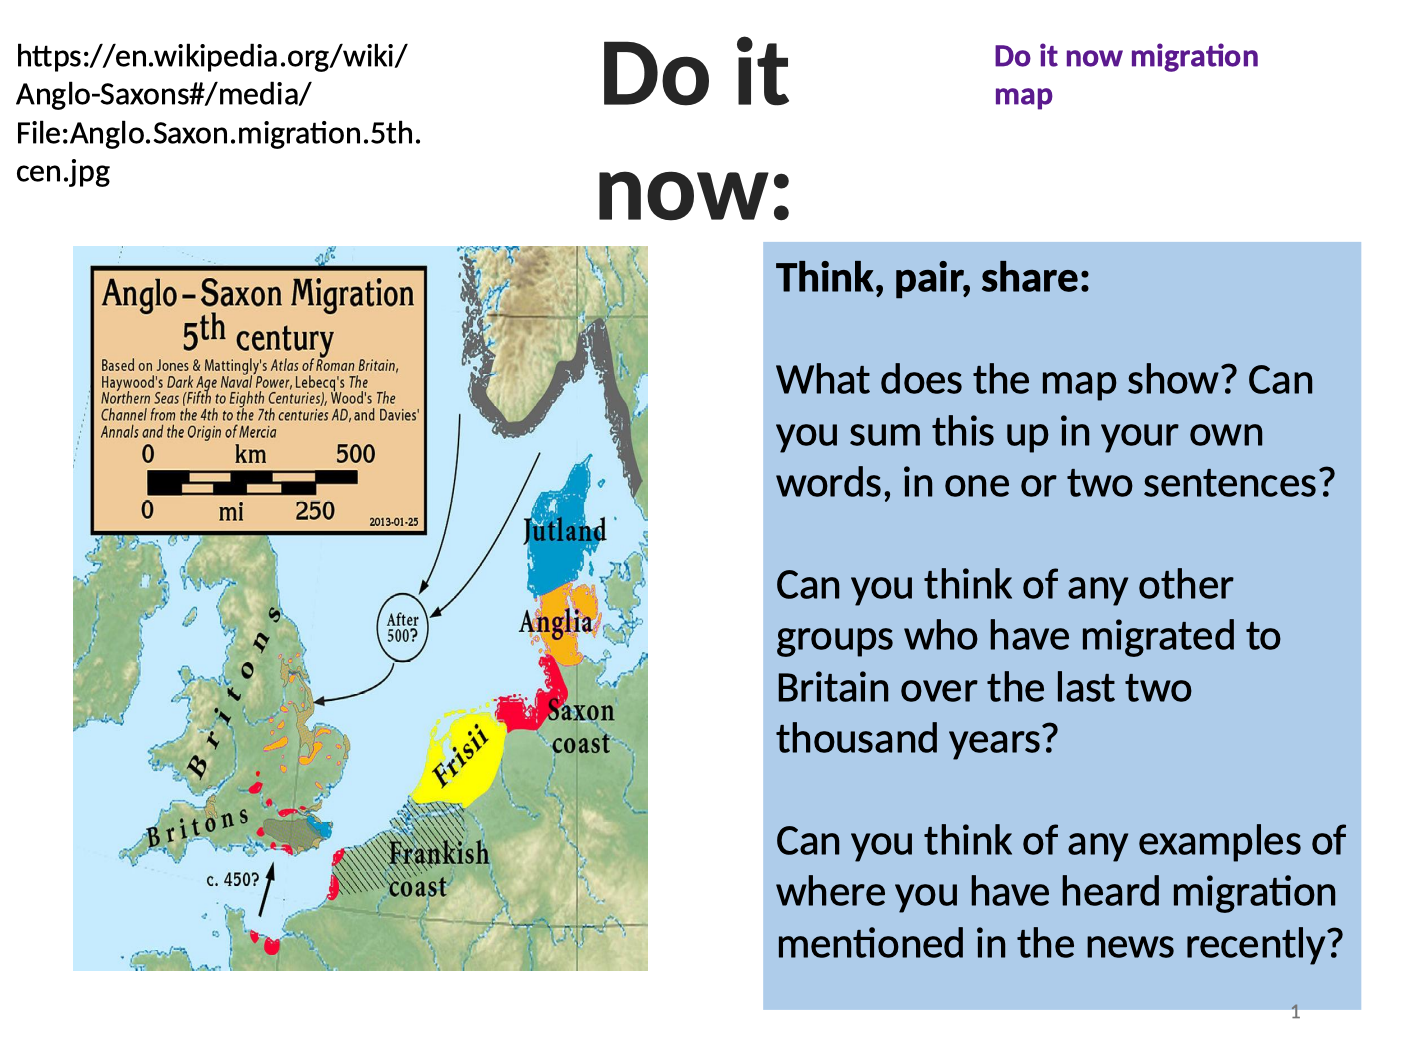 https://en.wikipedia.org/wiki/
Anglo-Saxons#/media/
File:Anglo.Saxon.migration.5th.
cen.jpg
Do it
now:
Do it now migration
map
Anglo-Saxon Migration
5th century
Based on Jones & Mattingly's Atlas of Roman Britain,
Haywood's Dark Age Naval Power, Lebecq's The
Northern Seas (Fifth to Eighth Centuries), Wood's The
Channel from the 4th to the 7th centuries AD, and Davies'
Annals and the Origin of Mercia
0 km 500
0 mi 250
2013-01-25
Jutland
After
500?
Anglia
Britons
Saxon
coast
Frisii
Britons
Frankish
coast
c. 450?
Think, pair, share:
What does the map show? Can
you sum this up in your own
words, in one or two sentences?
Can you think of any other
groups who have migrated to
Britain over the last two
thousand years?
Can you think of any examples of
where you have heard migration
mentioned in the news recently?
1